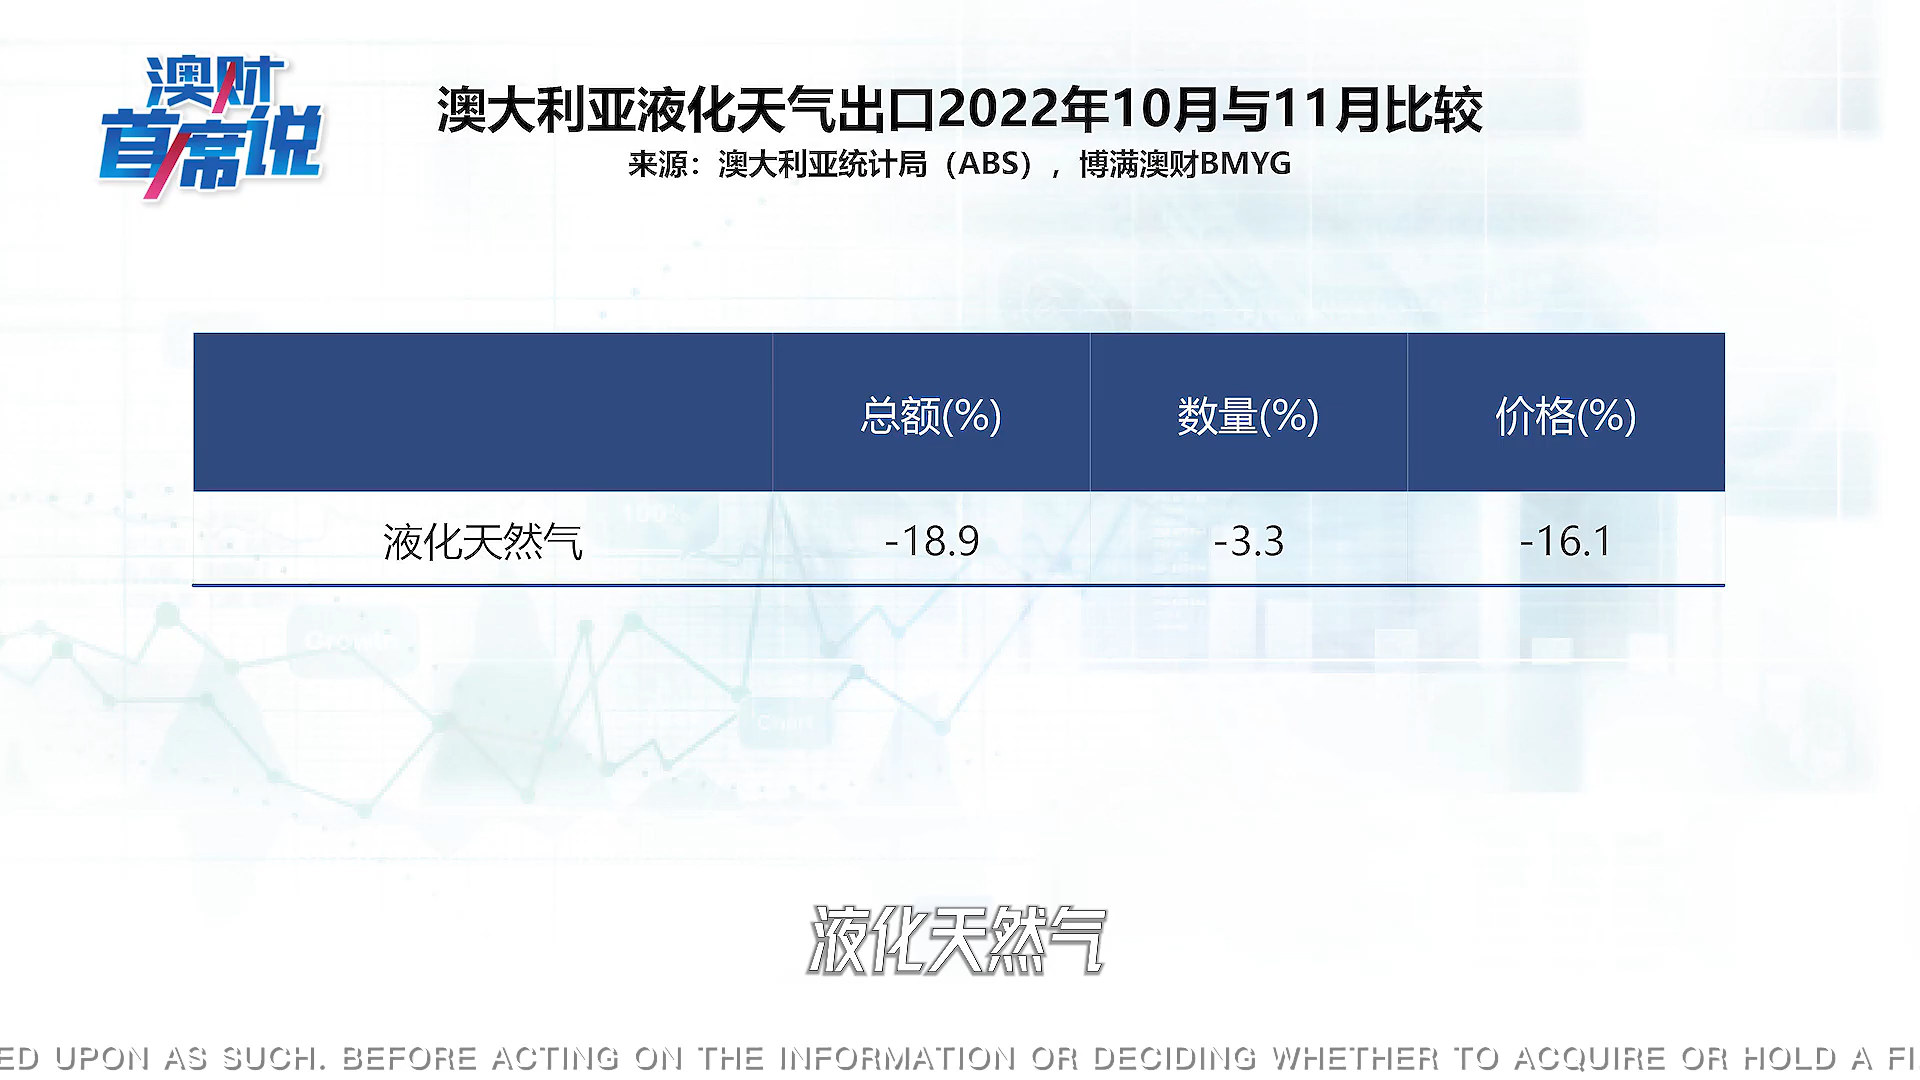 澳财
首席说
澳大利亚液化天气出口2022年10月与11月比较
来源：澳大利亚统计局（ABS），博满澳财BMYG
总额(%) 数量(%) 价格(%)
液化天然气 -18.9 -3.3 -16.1
100%
Growth
Chart
液化天然气
ED UPON AS SUCH. BEFORE ACTING ON THE INFORMATION OR DECIDING WHETHER TO ACQUIRE OR HOLD A FI